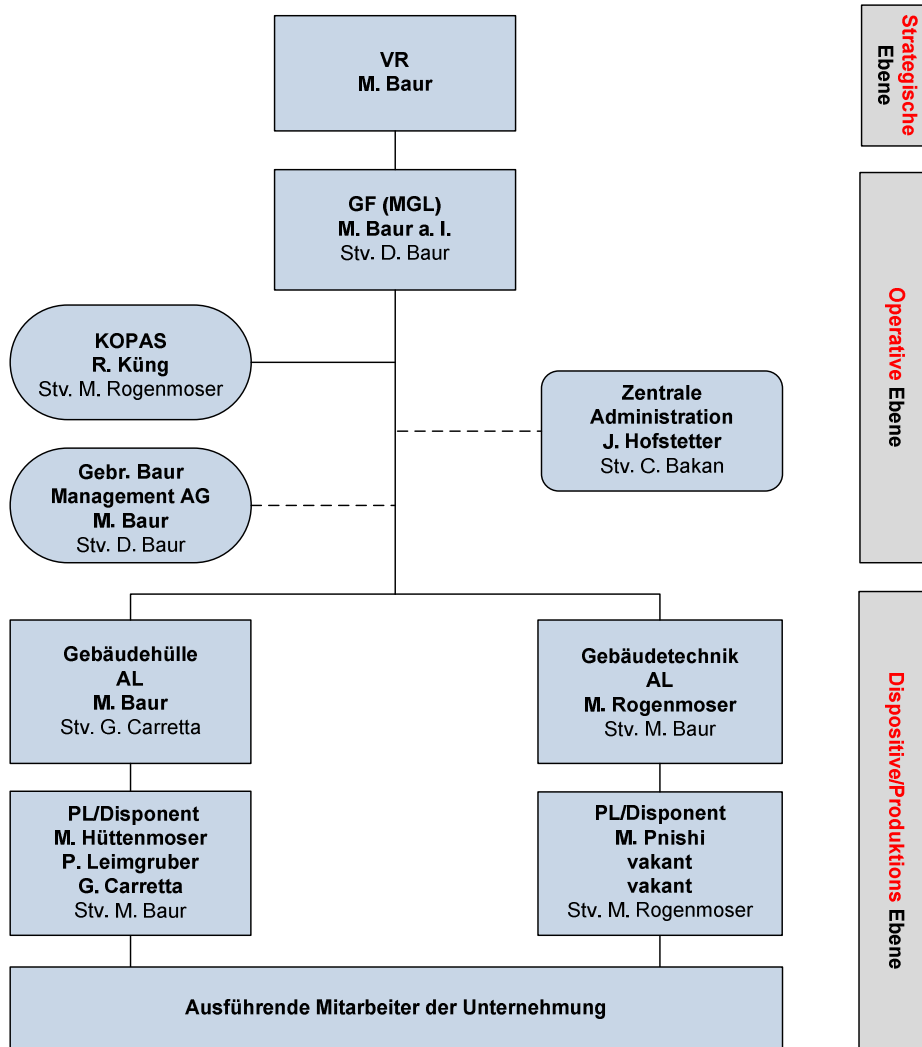 VR
M. Baur
Strategische
Ebene
GF (MGL)
M. Baur a. I.
Stv. D. Baur
Operative Ebene
KOPAS
R. Küng
Stv. M. Rogenmoser
Zentrale
Administration
J. Hofstetter
Stv. C. Bakan
Gebr. Baur
Management AG
M. Baur
Stv. D. Baur
Gebäudehülle
AL
M. Baur
Stv. G. Carretta
Gebäudetechnik
AL
M. Rogenmoser
Stv. M. Baur
Dispositive/Produktions Ebene
PL/Disponent
M. Hüttenmoser
P. Leimgruber
G. Carretta
Stv. M. Baur
PL/Disponent
M. Pnishi
vakant
vakant
Stv. M. Rogenmoser
Ausführende Mitarbeiter der Unternehmung